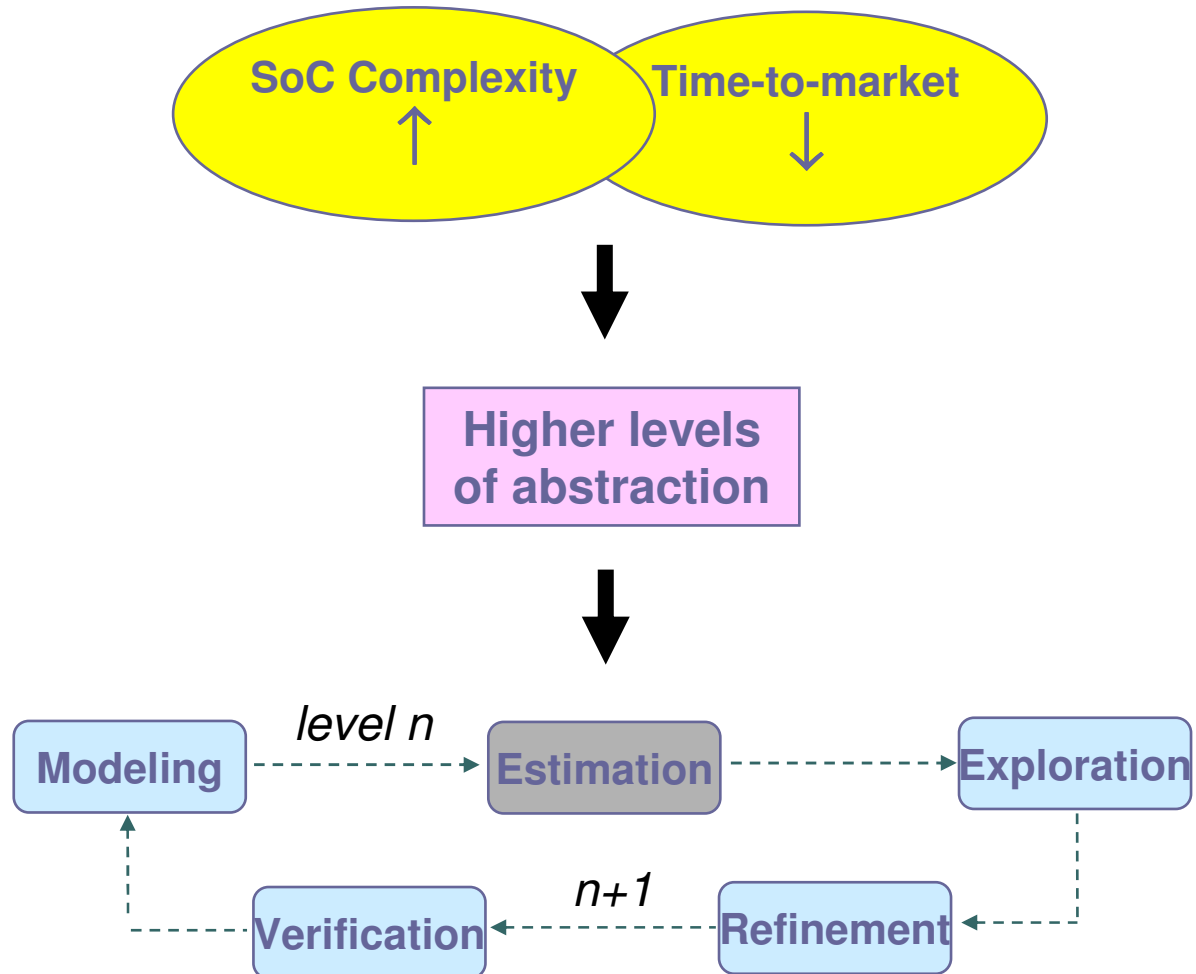 SoC Complexity
↑
Time-to-market
↓
Higher levels
of abstraction
level n
Modeling
Estimation
Exploration
n+1
Verification
Refinement